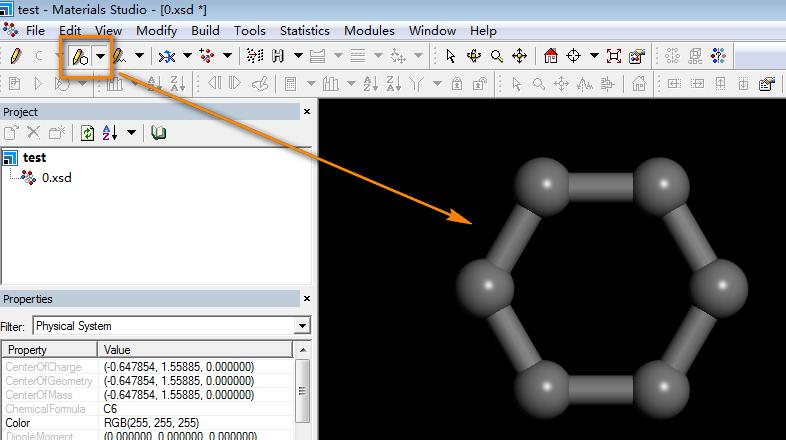 test - Materials Studio - [0.xsd *]
File Edit View Modify Build Tools Statistics Modules Window Help
Project
test
0.xsd
Properties
Filter: Physical System
Property Value
CenterOfCharge (-0.647854, 1.55885, 0.000000)
CenterOfGeometry (-0.647854, 1.55885, 0.000000)
CenterOfMass (-0.647854, 1.55885, 0.000000)
ChemicalFormula C6
Color RGB(255, 255, 255)
DipoleMoment (0.000000, 0.000000, 0.000000)